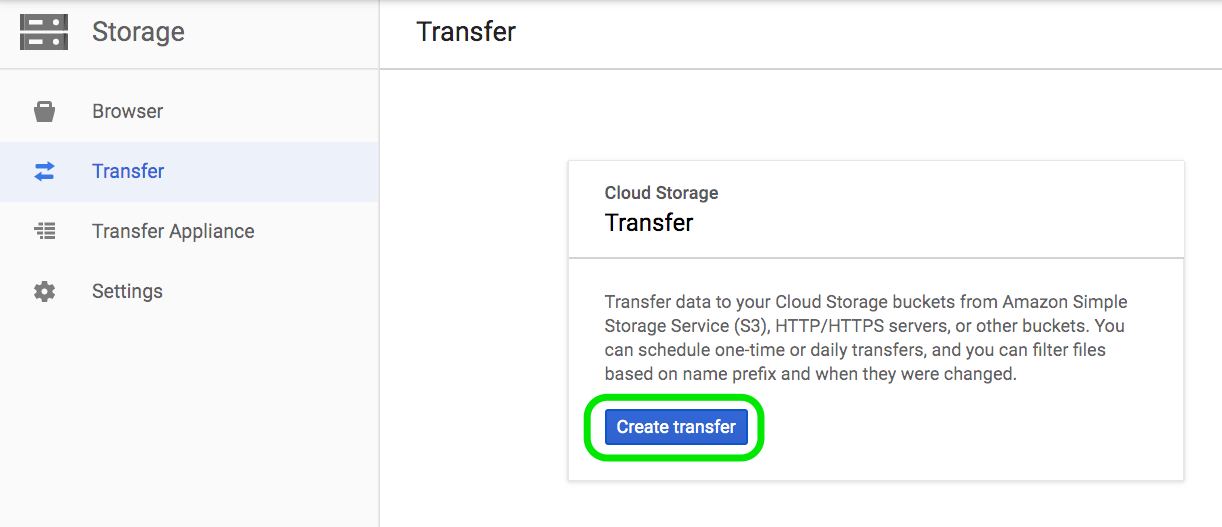 Storage
Transfer
Browser
Transfer
Transfer Appliance
Settings
Cloud Storage
Transfer
Transfer data to your Cloud Storage buckets from Amazon Simple
Storage Service (S3), HTTP/HTTPS servers, or other buckets. You
can schedule one-time or daily transfers, and you can filter files
based on name prefix and when they were changed.
Create transfer